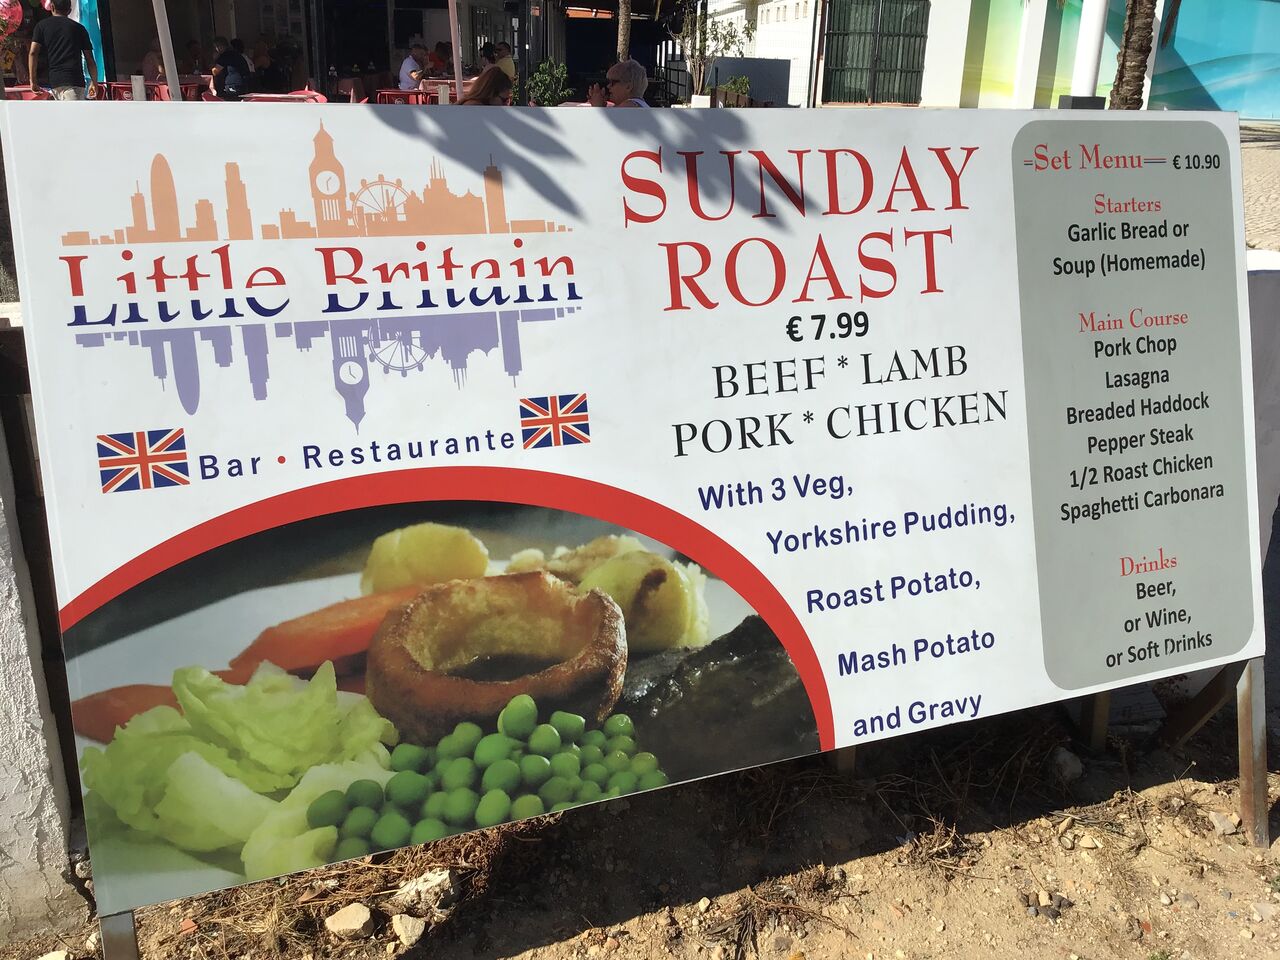 Little Britain
Bar • Restaurante
SUNDAY
ROAST
€ 7.99
BEEF * LAMB
PORK * CHICKEN
With 3 Veg,
Yorkshire Pudding,
Roast Potato,
Mash Potato
and Gravy
Set Menu € 10.90
Starters
Garlic Bread or
Soup (Homemade)
Main Course
Pork Chop
Lasagna
Breaded Haddock
Pepper Steak
1/2 Roast Chicken
Spaghetti Carbonara
Drinks
Beer,
or Wine,
or Soft Drinks